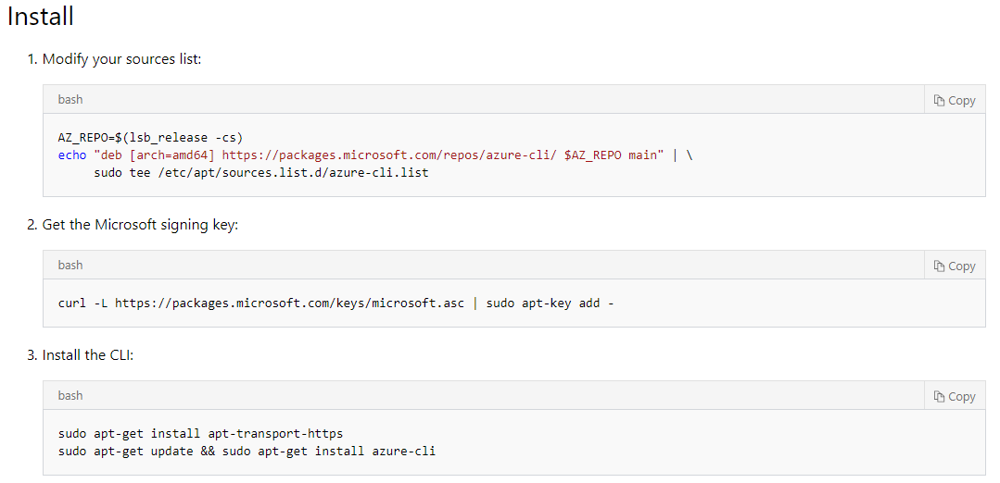 Install
1. Modify your sources list:
bash
Copy
AZ_REPO=$(lsb_release -cs)
echo "deb [arch=amd64] https://packages.microsoft.com/repos/azure-cli/ $AZ_REPO main" | \
     sudo tee /etc/apt/sources.list.d/azure-cli.list
2. Get the Microsoft signing key:
bash
Copy
curl -L https://packages.microsoft.com/keys/microsoft.asc | sudo apt-key add -
3. Install the CLI:
bash
Copy
sudo apt-get install apt-transport-https
sudo apt-get update && sudo apt-get install azure-cli